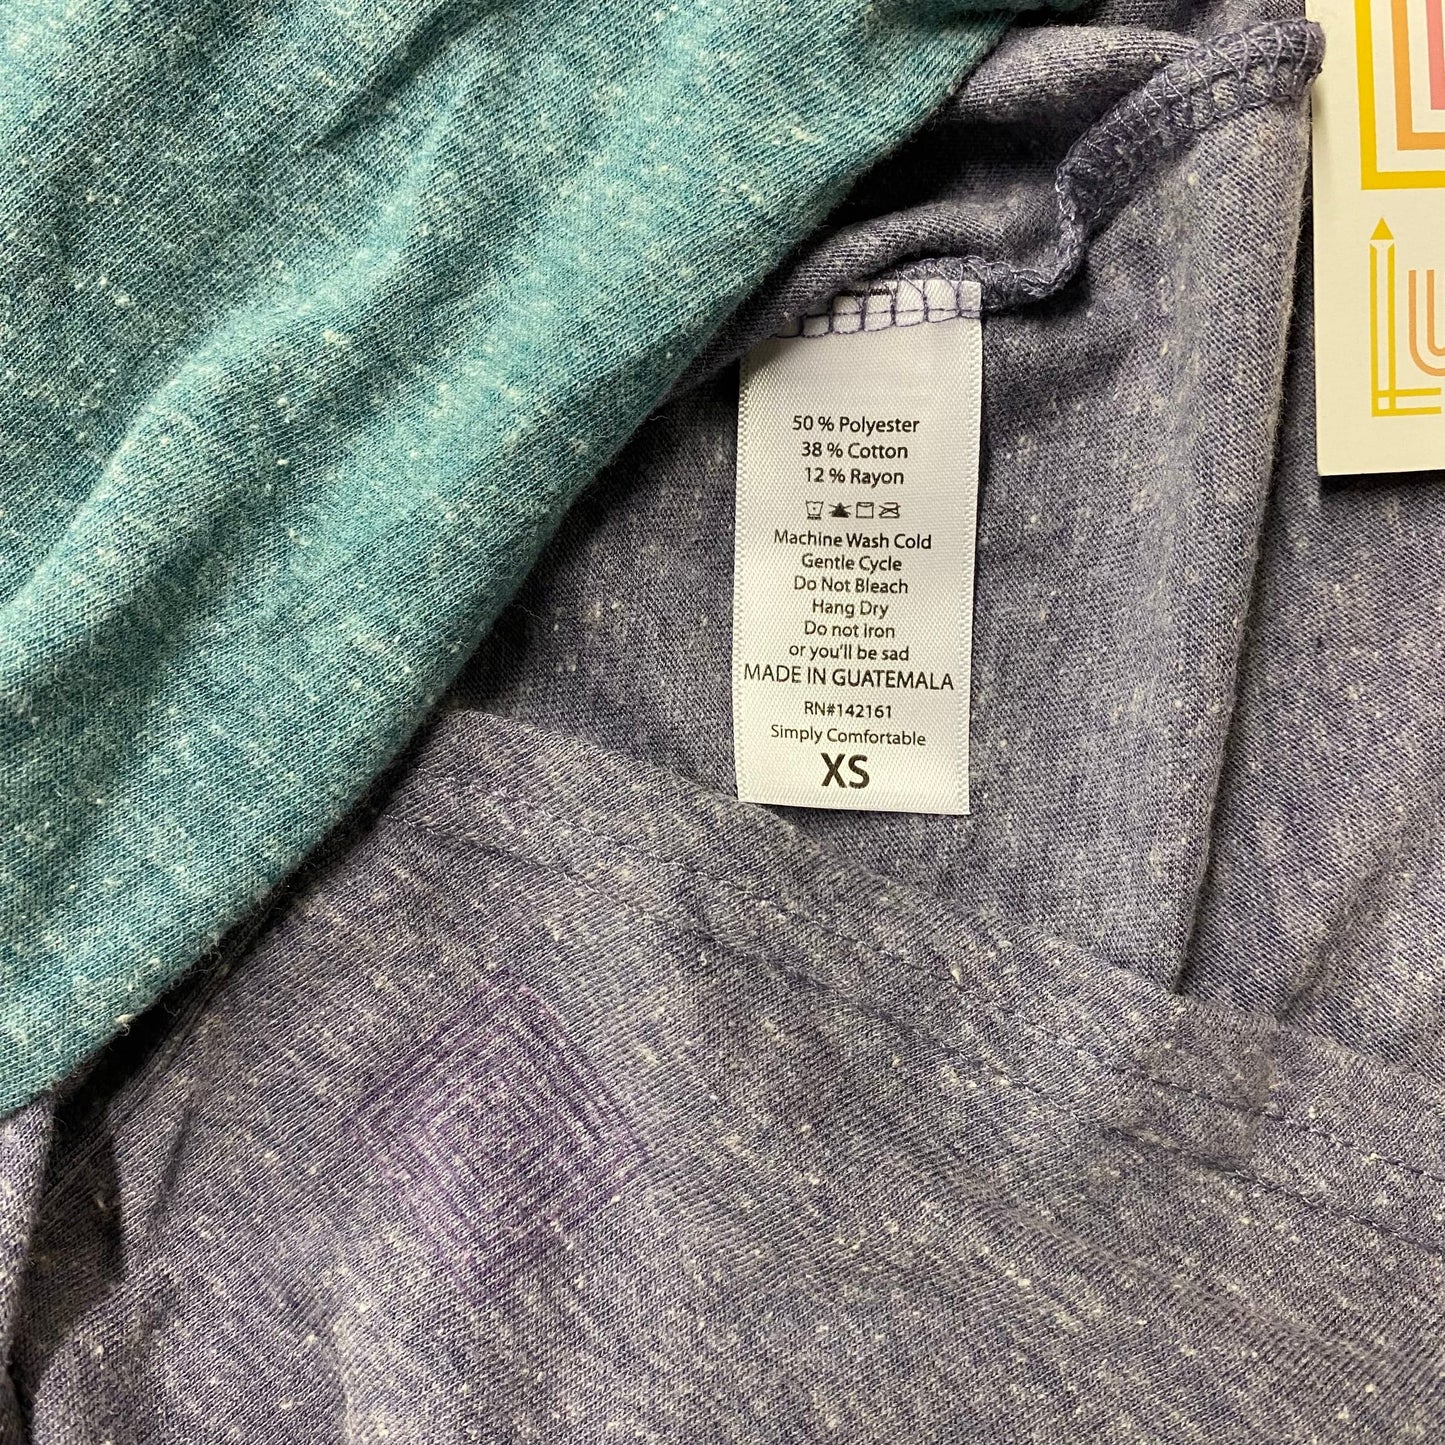 50 % Polyester
38 % Cotton
12 % Rayon
Machine Wash Cold
Gentle Cycle
Do Not Bleach
Hang Dry
Do not iron
or you'll be sad
MADE IN GUATEMALA
RN#142161
Simply Comfortable
XS
Lu